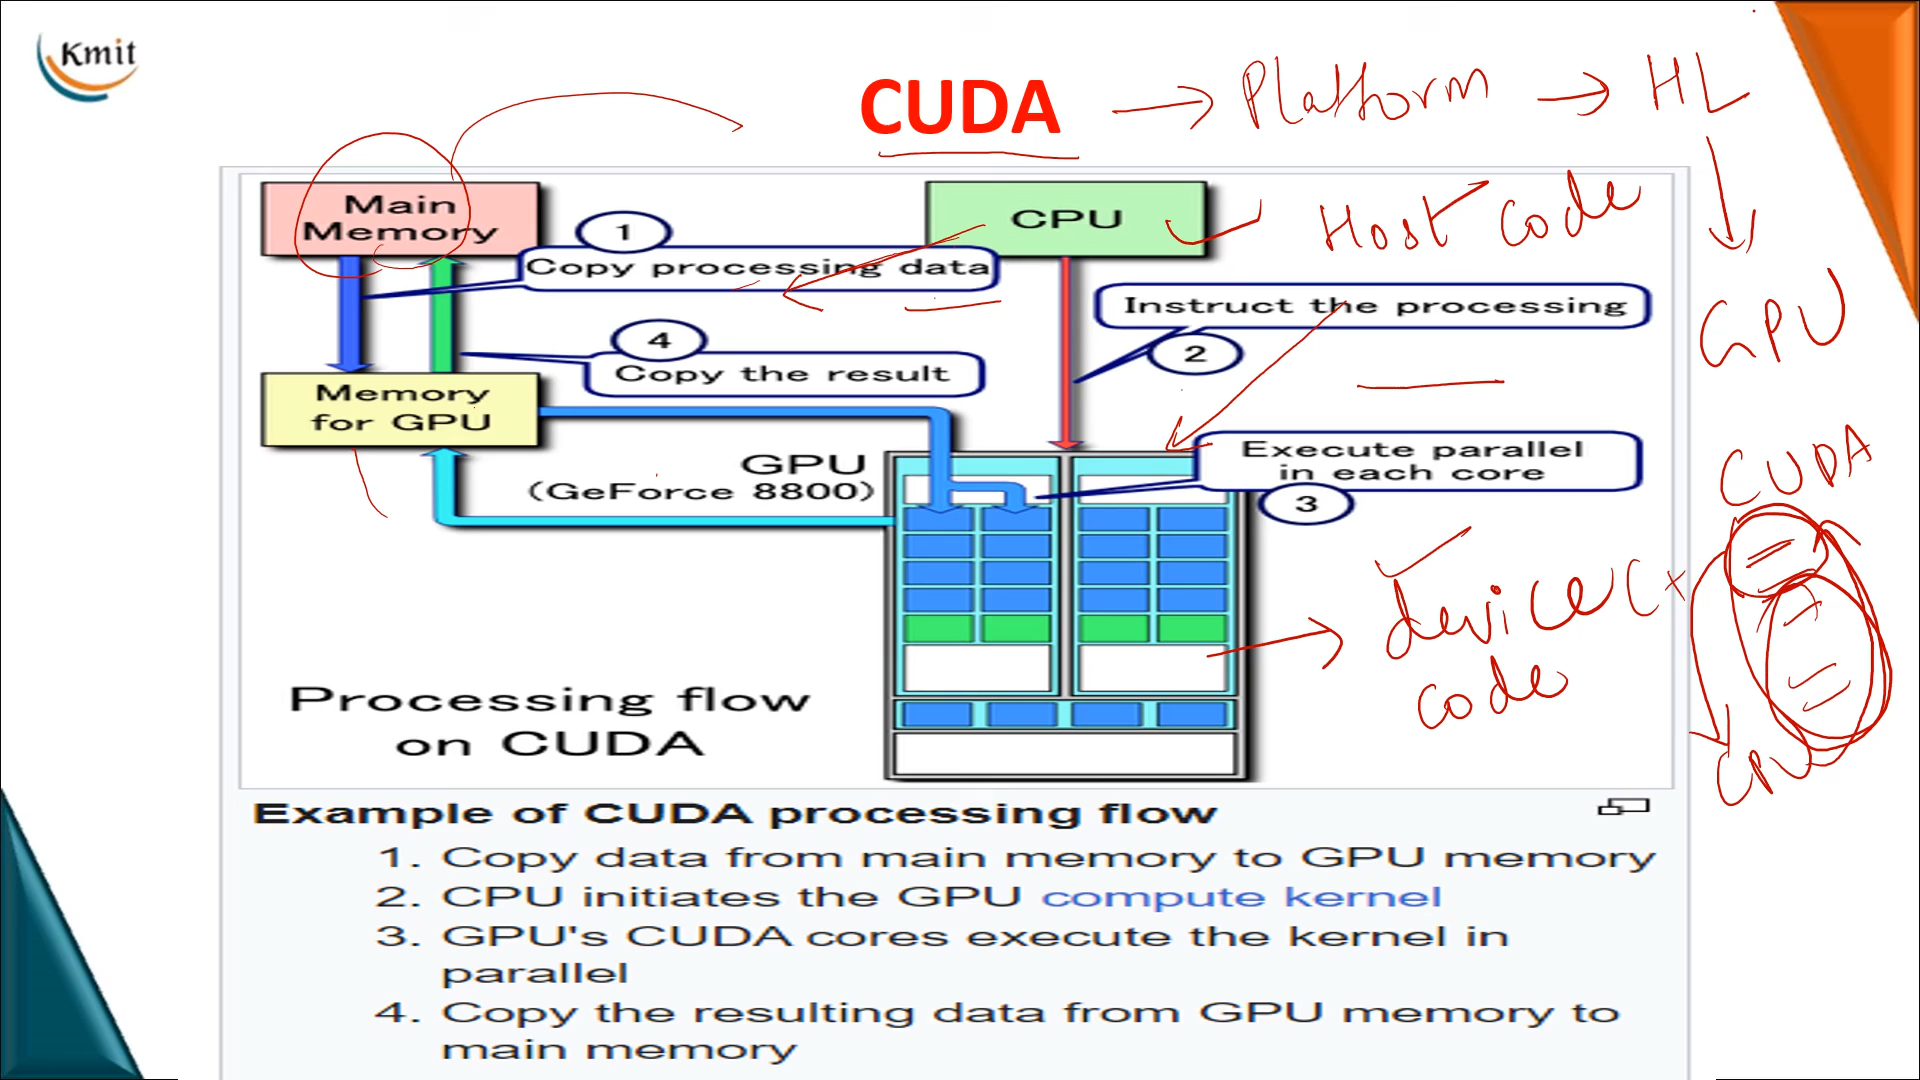 Kmit
CUDA → Platform → HL
GPU
Main
Memory
1
Copy processing data
CPU
Host code
Instruct the processing
2
4
Copy the result
Memory
for GPU
GPU
(GeForce 8800)
Execute parallel
in each core
3
CUDA
device
code
CPU
Processing flow
on CUDA
Example of CUDA processing flow
1. Copy data from main memory to GPU memory
2. CPU initiates the GPU compute kernel
3. GPU's CUDA cores execute the kernel in
parallel
4. Copy the resulting data from GPU memory to
main memory